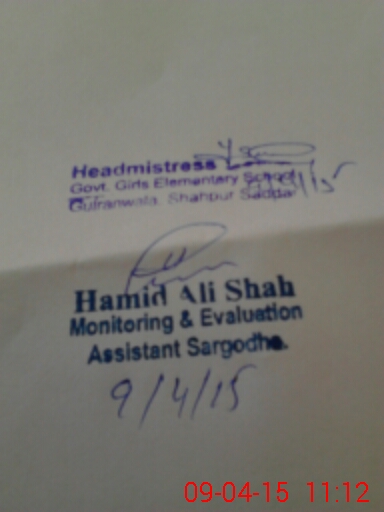 Headmistress
Govt. Girls Elementary School
Gulranwala. Shahpur Saddar
Hamid Ali Shah
Monitoring & Evaluation
Assistant Sargodha.
9/4/15
09-04-15 11:12